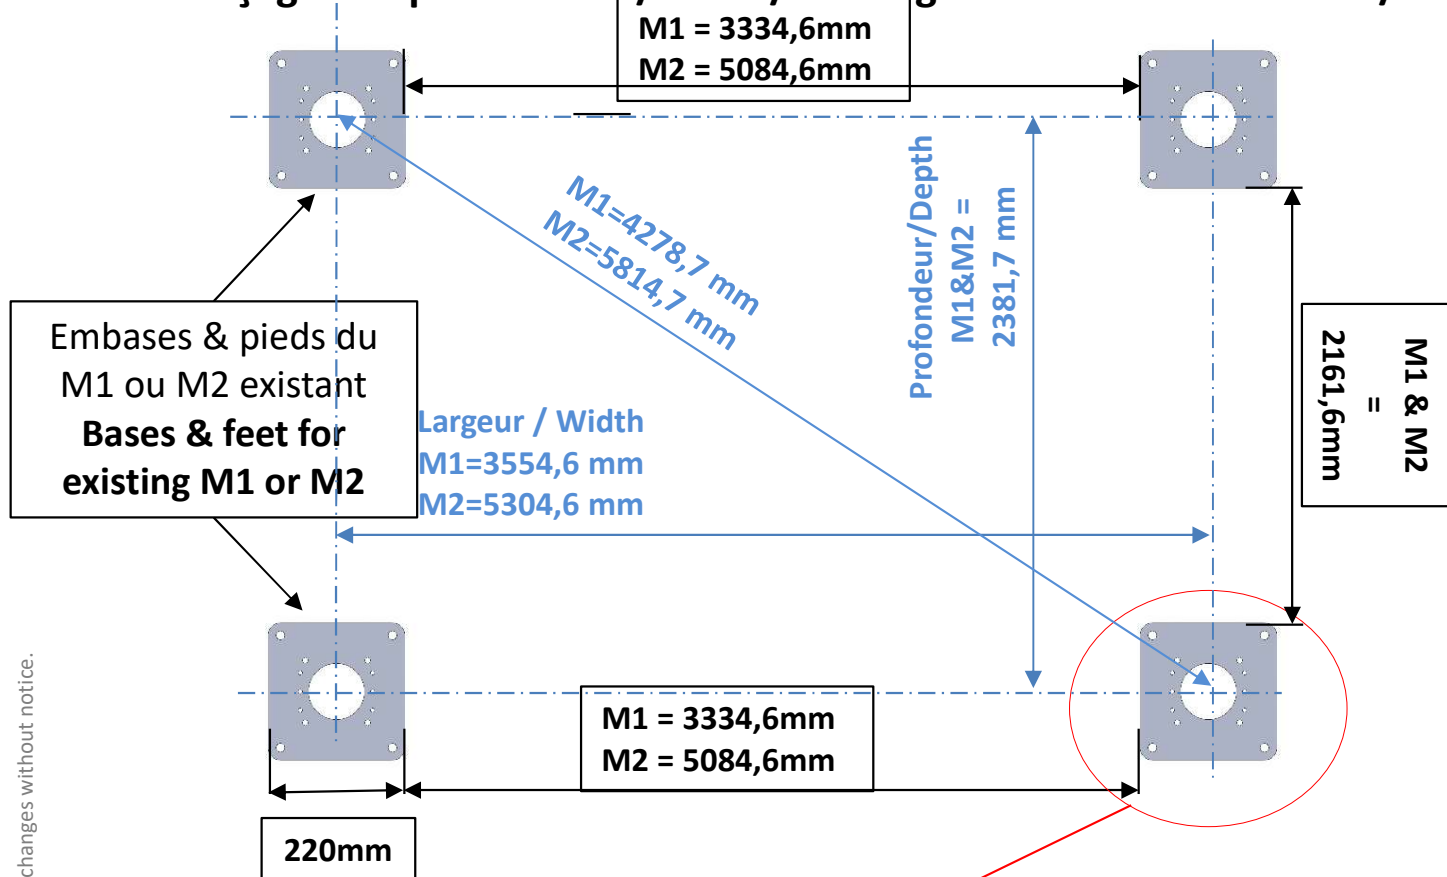 M1 = 3334,6mm
M2 = 5084,6mm
M1=4278,7 mm
M2=5814,7 mm
Profondeur/Depth
M1&M2 =
2381,7 mm
Embases & pieds du
M1 ou M2 existant
Bases & feet for
existing M1 or M2
Largeur / Width
M1=3554,6 mm
M2=5304,6 mm
M1 & M2
=
2161,6mm
M1 = 3334,6mm
M2 = 5084,6mm
220mm
changes without notice.